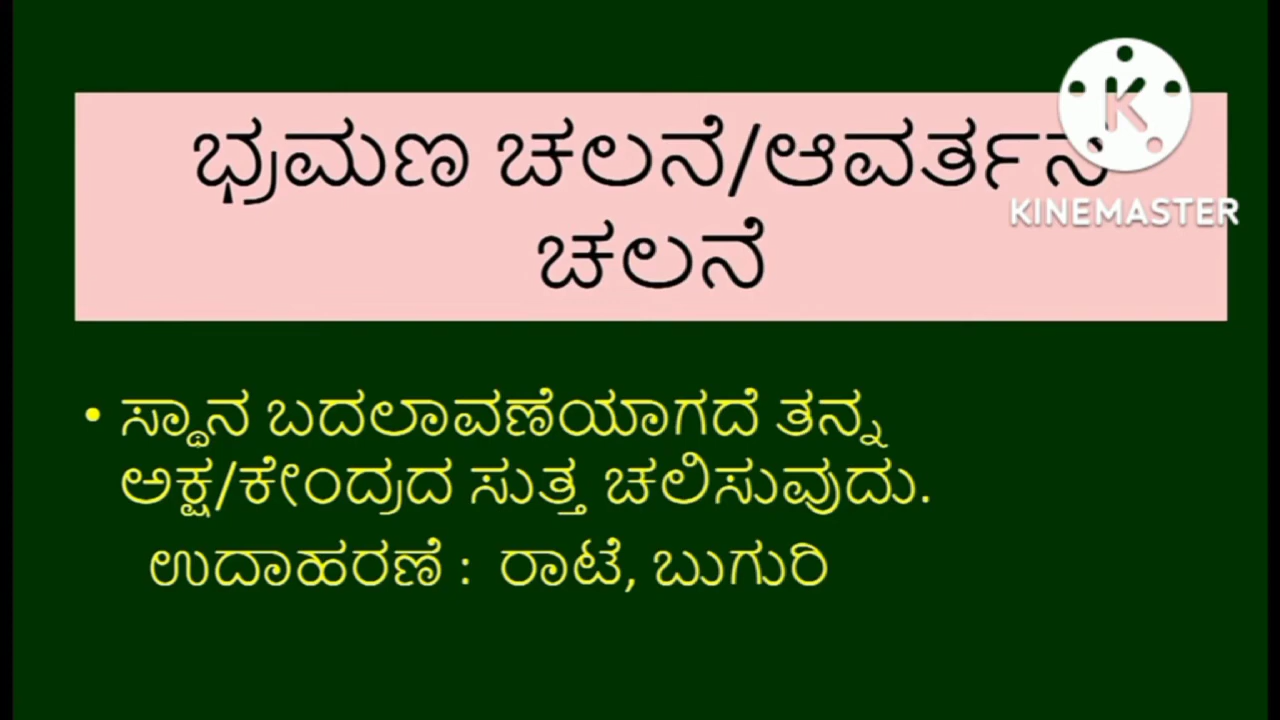 ಭ್ರಮಣ ಚಲನೆ/ಆವರ್ತನ
ಚಲನೆ
KINEMASTER
• ಸ್ಥಾನ ಬದಲಾವಣೆಯಾಗದೆ ತನ್ನ
ಅಕ್ಷ/ಕೇಂದ್ರದ ಸುತ್ತ ಚಲಿಸುವುದು.
ಉದಾಹರಣೆ : ರಾಟೆ, ಬುಗುರಿ